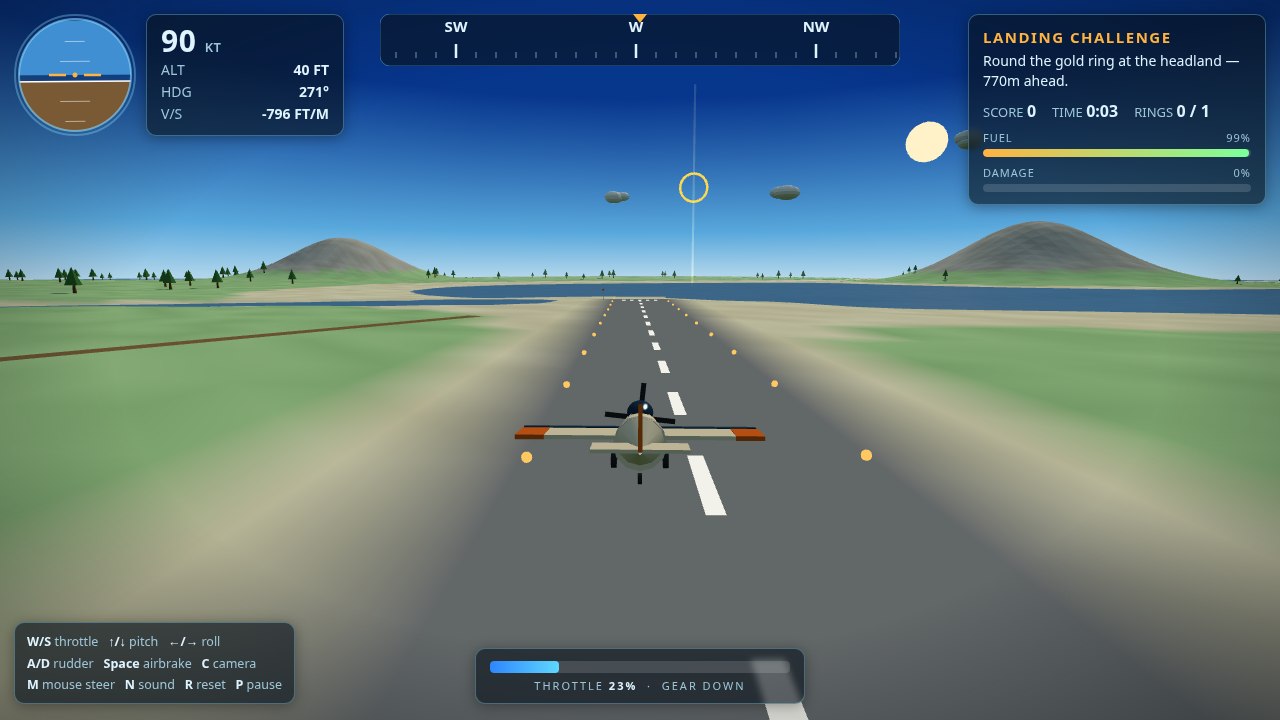 90 KT
ALT 40 FT
HDG 271°
V/S -796 FT/M
SW W NW
LANDING CHALLENGE
Round the gold ring at the headland —
770m ahead.
SCORE 0 TIME 0:03 RINGS 0 / 1
FUEL 99%
DAMAGE 0%
W/S throttle ↑/↓ pitch ←/→ roll
A/D rudder Space airbrake C camera
M mouse steer N sound R reset P pause
THROTTLE 23% · GEAR DOWN